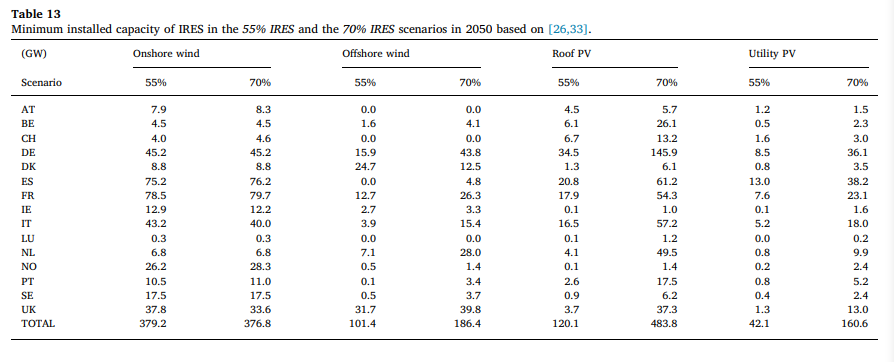 Table 13
Minimum installed capacity of IRES in the 55% IRES and the 70% IRES scenarios in 2050 based on [26,33].
(GW) Onshore wind Offshore wind Roof PV Utility PV
Scenario 55% 70% 55% 70% 55% 70% 55% 70%
AT 7.9 8.3 0.0 0.0 4.5 5.7 1.2 1.5
BE 4.5 4.5 1.6 4.1 6.1 26.1 0.5 2.3
CH 4.0 4.6 0.0 0.0 6.7 13.2 1.6 3.0
DE 45.2 45.2 15.9 43.8 34.5 145.9 8.5 36.1
DK 8.8 8.8 24.7 12.5 1.3 6.1 0.8 3.5
ES 75.2 76.2 0.0 4.8 20.8 61.2 13.0 38.2
FR 78.5 79.7 12.7 26.3 17.9 54.3 7.6 23.1
IE 12.9 12.2 2.7 3.3 0.1 1.0 0.1 1.6
IT 43.2 40.0 3.9 15.4 16.5 57.2 5.2 18.0
LU 0.3 0.3 0.0 0.0 0.1 1.2 0.0 0.2
NL 6.8 6.8 7.1 28.0 4.1 49.5 0.8 9.9
NO 26.2 28.3 0.5 1.4 0.1 1.4 0.2 2.4
PT 10.5 11.0 0.1 3.4 2.6 17.5 0.8 5.2
SE 17.5 17.5 0.5 3.7 0.9 6.2 0.4 2.4
UK 37.8 33.6 31.7 39.8 3.7 37.3 1.3 13.0
TOTAL 379.2 376.8 101.4 186.4 120.1 483.8 42.1 160.6